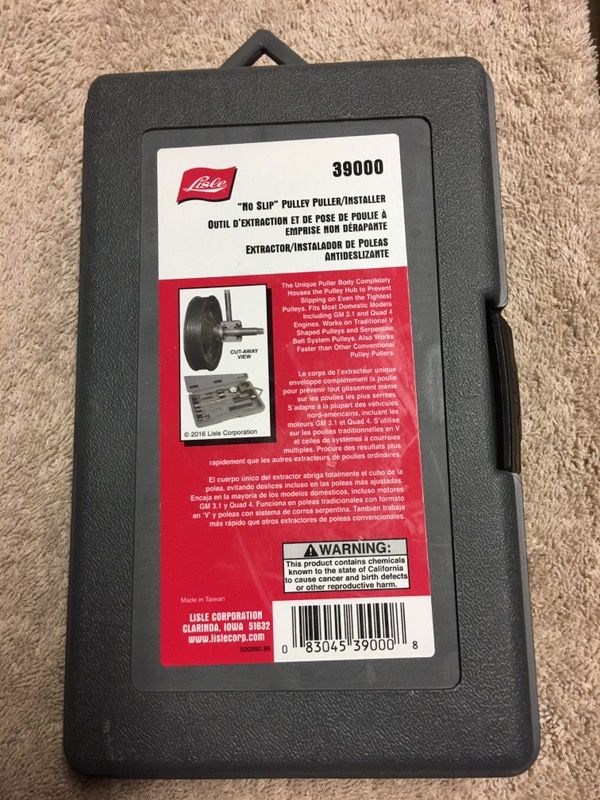 Lisle
39000
"NO SLIP" PULLEY PULLER/INSTALLER
OUTIL D'EXTRACTION ET DE POSE DE POULIE À
EMPRISE NON DÉRAPANTE
EXTRACTOR/INSTALADOR DE POLEAS
ANTIDESLIZANTE
The Unique Puller Body Completely
Houses the Pulley Hub to Prevent
Slipping on Even the Tightest
Pulleys. Fits Most Domestic Models
Including GM 3.1 and Quad 4
Engines. Works on Traditional V
Shaped Pulleys and Serpentine
Belt System Pulleys. Also Works
Faster than Other Conventional
Pulley Pullers.
CUT-AWAY
VIEW
© 2016 Lisle Corporation
Le corps de l'extracteur unique
enveloppe complètement la poulie
pour prévenir tout glissement même
sur les poulies les plus serrées.
S'adapte à la plupart des véhicules
nord-américains, incluant les
moteurs GM 3.1 et Quad 4. S'utilise
sur les poulies traditionnelles en V
et celles de systèmes à courroies
multiples. Procure des résultats plus
rapidement que les autres extracteurs de poulies ordinaires.
El cuerpo único del extractor abriga totalmente el cubo de la
polea, evitando deslices incluso en las poleas más ajustadas.
Encaja en la mayoria de los modelos domésticos, incluso motores
GM 3.1 y Quad 4. Funciona en poleas tradicionales con formato
en 'V' y poleas con sistema de correa serpentina. También trabaja
más rápido que otros extractores de poleas convencionales.
WARNING:
This product contains chemicals
known to the state of California
to cause cancer and birth defects
or other reproductive harm.
Made in Taiwan
LISLE CORPORATION
CLARINDA, IOWA 51632
www.lislecorp.com
920990.86
0 83045 39000 8